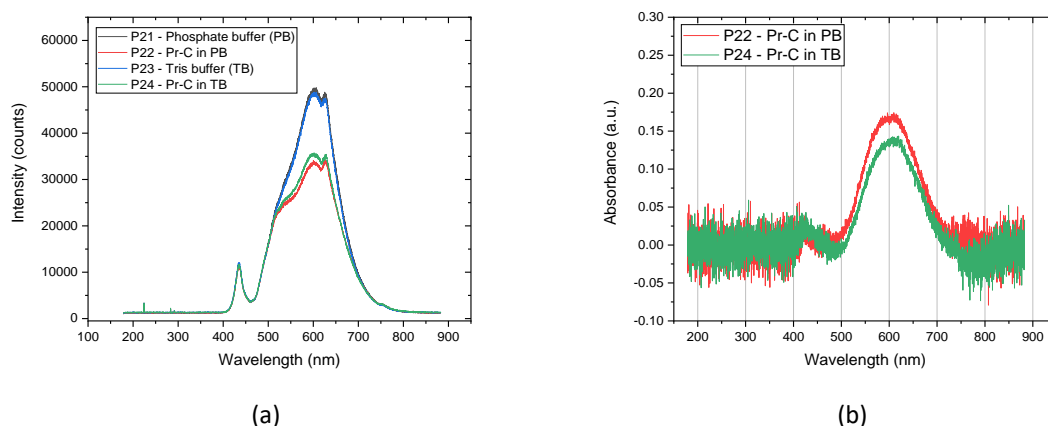 P21 - Phosphate buffer (PB)
P22 - Pr-C in PB
P23 - Tris buffer (TB)
P24 - Pr-C in TB
60000
50000
40000
30000
20000
10000
0
Intensity (counts)
100 200 300 400 500 600 700 800 900
Wavelength (nm)
(a)
P22 - Pr-C in PB
P24 - Pr-C in TB
0.30
0.25
0.20
0.15
0.10
0.05
0.00
-0.05
-0.10
Absorbance (a.u.)
200 300 400 500 600 700 800 900
Wavelength (nm)
(b)